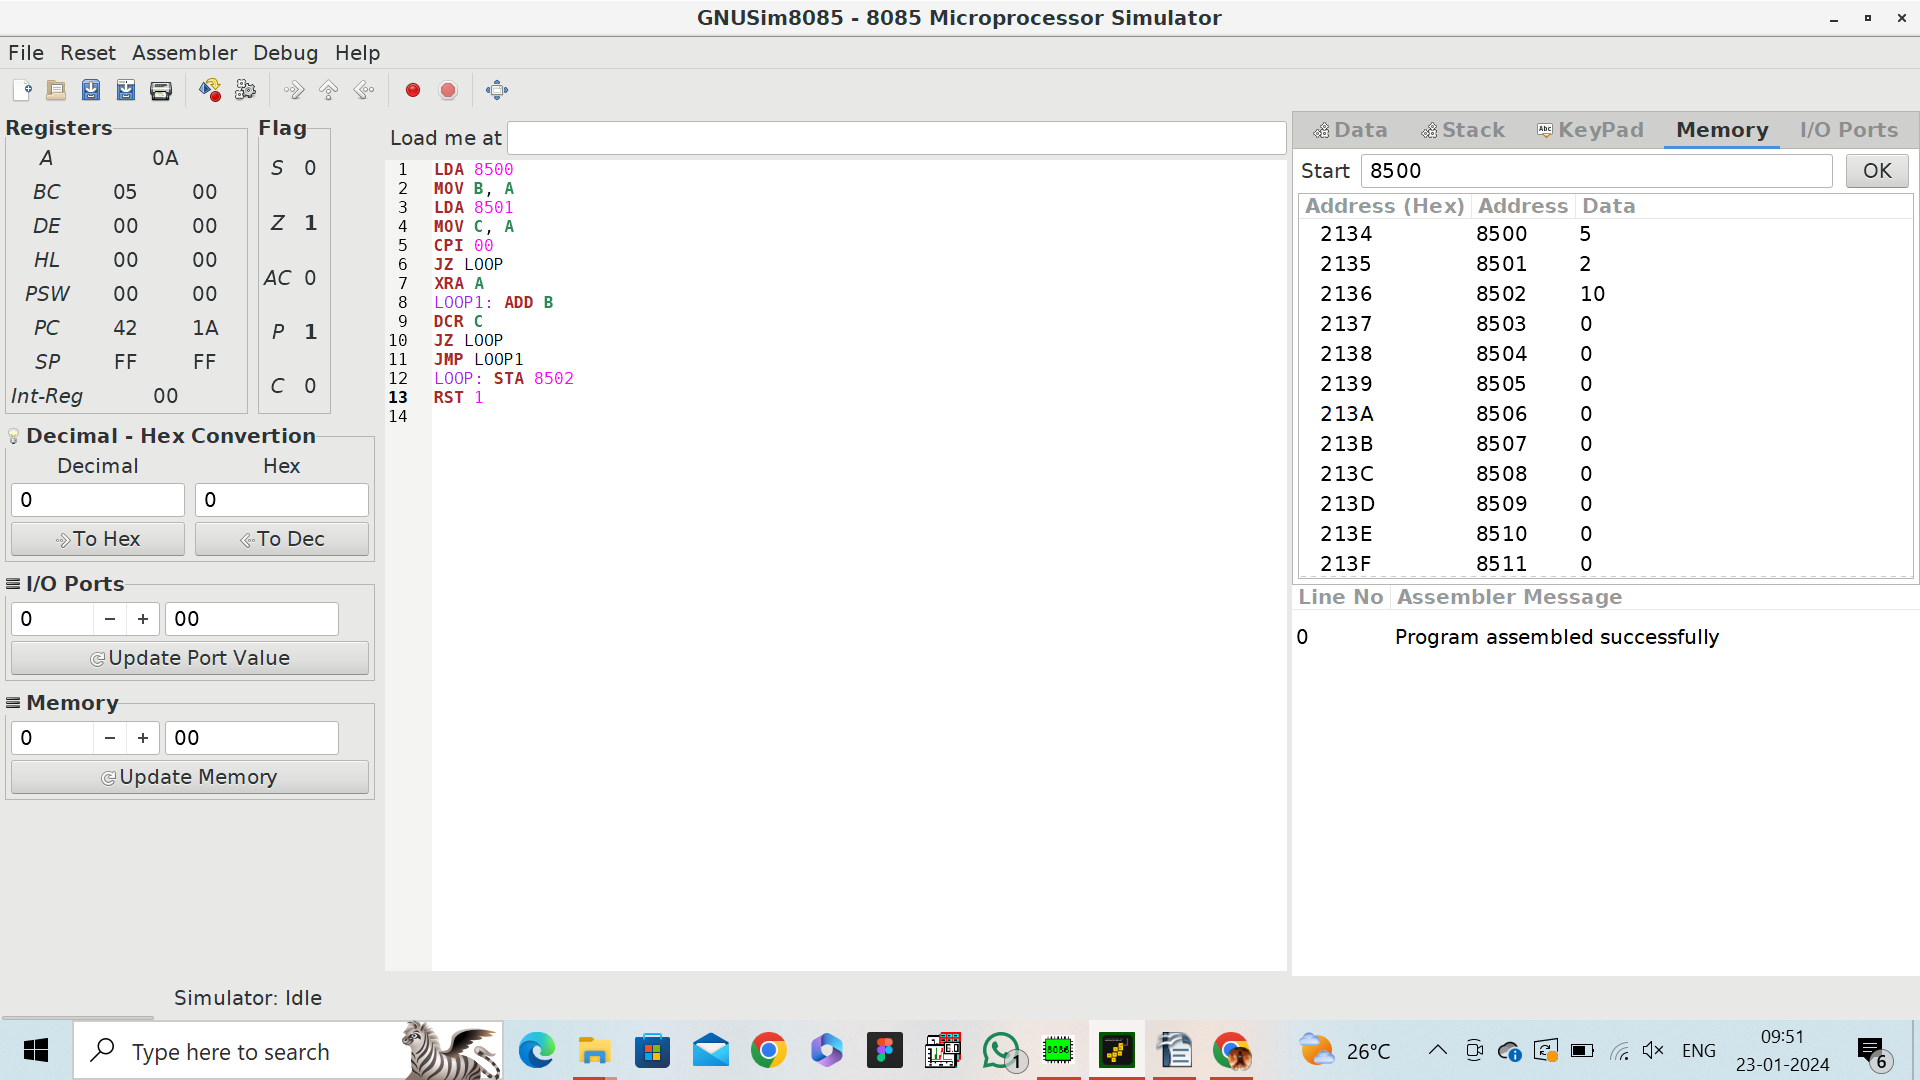 GNUSim8085 - 8085 Microprocessor Simulator
File Reset Assembler Debug Help
Registers
A 0A
BC 05 00
DE 00 00
HL 00 00
PSW 00 00
PC 42 1A
SP FF FF
Int-Reg 00
Flag
S 0
Z 1
AC 0
P 1
C 0
Decimal - Hex Convertion
Decimal Hex
0 0
To Hex To Dec
I/O Ports
0 − + 00
Update Port Value
Memory
0 − + 00
Update Memory
Simulator: Idle
Load me at
1 LDA 8500
2 MOV B, A
3 LDA 8501
4 MOV C, A
5 CPI 00
6 JZ LOOP
7 XRA A
8 LOOP1: ADD B
9 DCR C
10 JZ LOOP
11 JMP LOOP1
12 LOOP: STA 8502
13 RST 1
14
Data Stack Abc KeyPad Memory I/O Ports
Start 8500 OK
Address (Hex) Address Data
2134 8500 5
2135 8501 2
2136 8502 10
2137 8503 0
2138 8504 0
2139 8505 0
213A 8506 0
213B 8507 0
213C 8508 0
213D 8509 0
213E 8510 0
213F 8511 0
Line No Assembler Message
0 Program assembled successfully
Type here to search
1
8086
26°C
ENG
09:51
23-01-2024
6